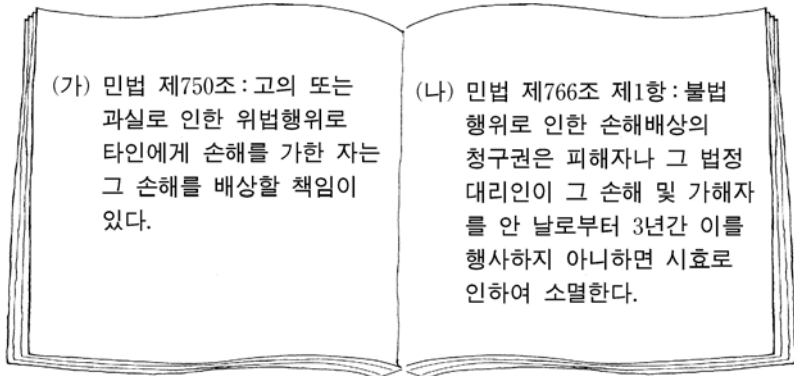 (가) 민법 제750조 : 고의 또는
과실로 인한 위법행위로
타인에게 손해를 가한 자는
그 손해를 배상할 책임이
있다.
(나) 민법 제766조 제1항 : 불법
행위로 인한 손해배상의
청구권은 피해자나 그 법정
대리인이 그 손해 및 가해자
를 안 날로부터 3년간 이를
행사하지 아니하면 시효로
인하여 소멸한다.